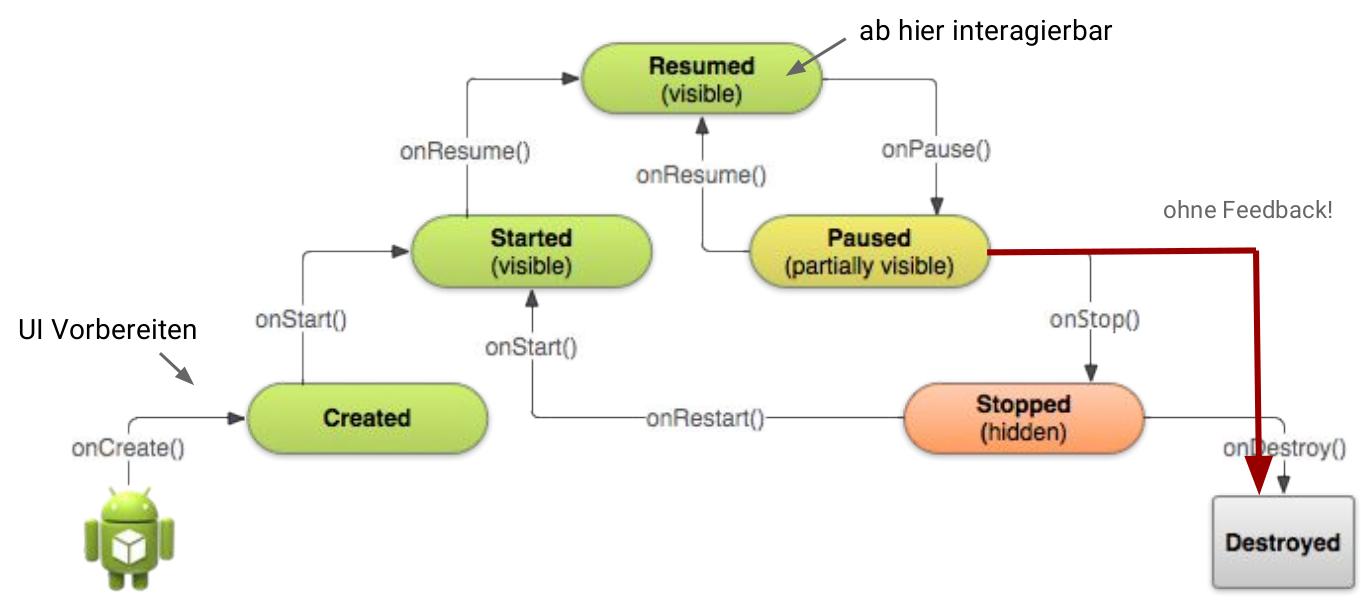 ab hier interagierbar
Resumed
(visible)
onResume()
onPause()
onResume()
ohne Feedback!
Started
(visible)
Paused
(partially visible)
UI Vorbereiten
onStart()
onStop()
onStart()
Created
onRestart()
Stopped
(hidden)
onCreate()
onDestroy()
Destroyed